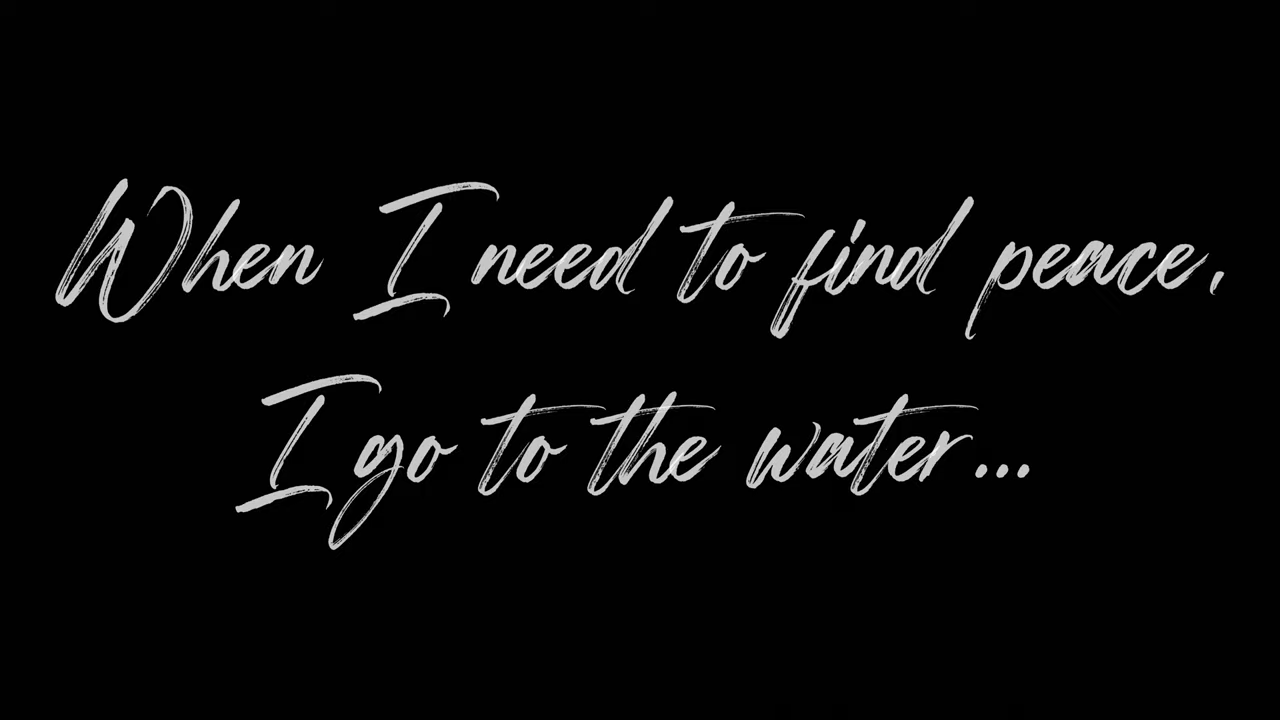 When I need to find peace,
I go to the water...